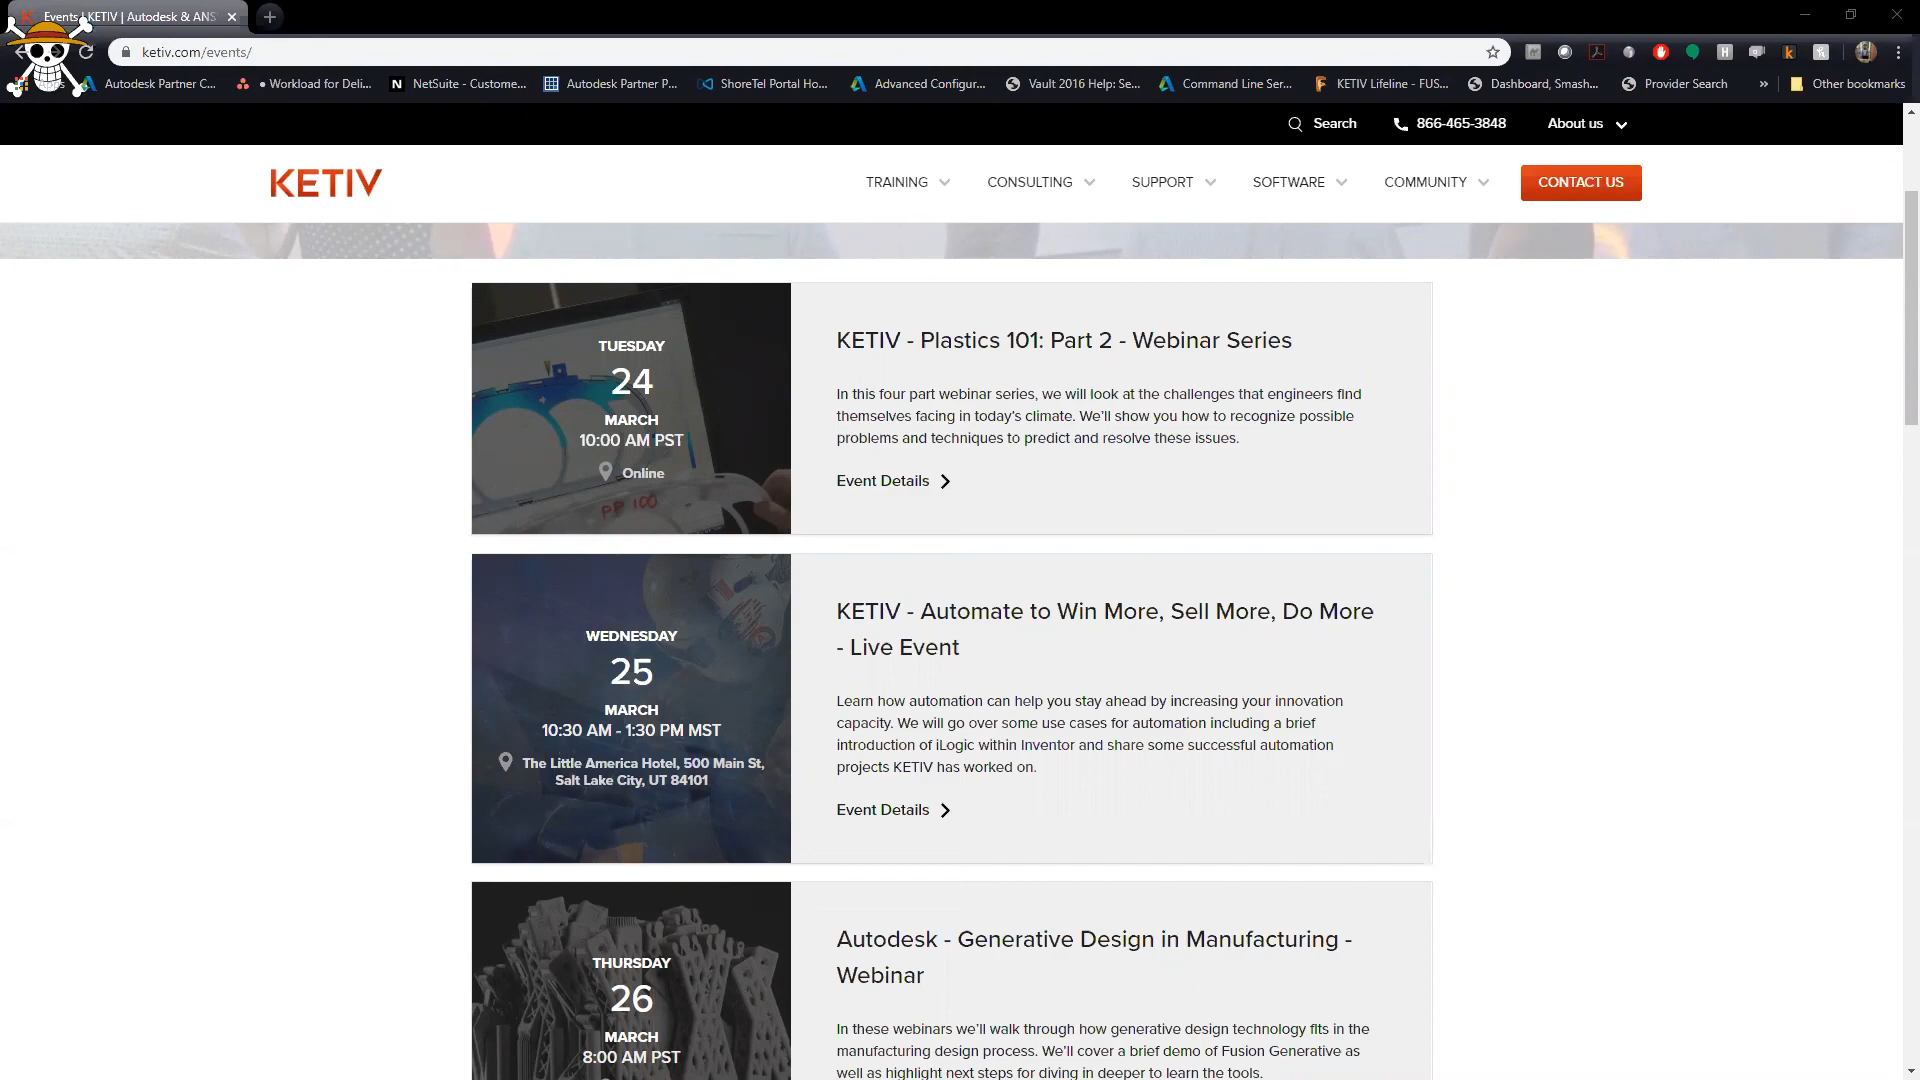 Events | KETIV | Autodesk & ANS
ketiv.com/events/
Apps
Autodesk Partner C...
• Workload for Deli...
NetSuite - Custome...
Autodesk Partner P...
ShoreTel Portal Ho...
Advanced Configur...
Vault 2016 Help: Se...
Command Line Ser...
KETIV Lifeline - FUS...
Dashboard, Smash...
Provider Search
»
Other bookmarks
Search
866-465-3848
About us
KETIV
TRAINING
CONSULTING
SUPPORT
SOFTWARE
COMMUNITY
CONTACT US
TUESDAY
24
MARCH
10:00 AM PST
Online
PP 100
KETIV - Plastics 101: Part 2 - Webinar Series
In this four part webinar series, we will look at the challenges that engineers find
themselves facing in today's climate. We'll show you how to recognize possible
problems and techniques to predict and resolve these issues.
Event Details
WEDNESDAY
25
MARCH
10:30 AM - 1:30 PM MST
The Little America Hotel, 500 Main St,
Salt Lake City, UT 84101
KETIV - Automate to Win More, Sell More, Do More
- Live Event
Learn how automation can help you stay ahead by increasing your innovation
capacity. We will go over some use cases for automation including a brief
introduction of iLogic within Inventor and share some successful automation
projects KETIV has worked on.
Event Details
THURSDAY
26
MARCH
8:00 AM PST
Autodesk - Generative Design in Manufacturing -
Webinar
In these webinars we'll walk through how generative design technology fits in the
manufacturing design process. We'll cover a brief demo of Fusion Generative as
well as highlight next steps for diving in deeper to learn the tools.